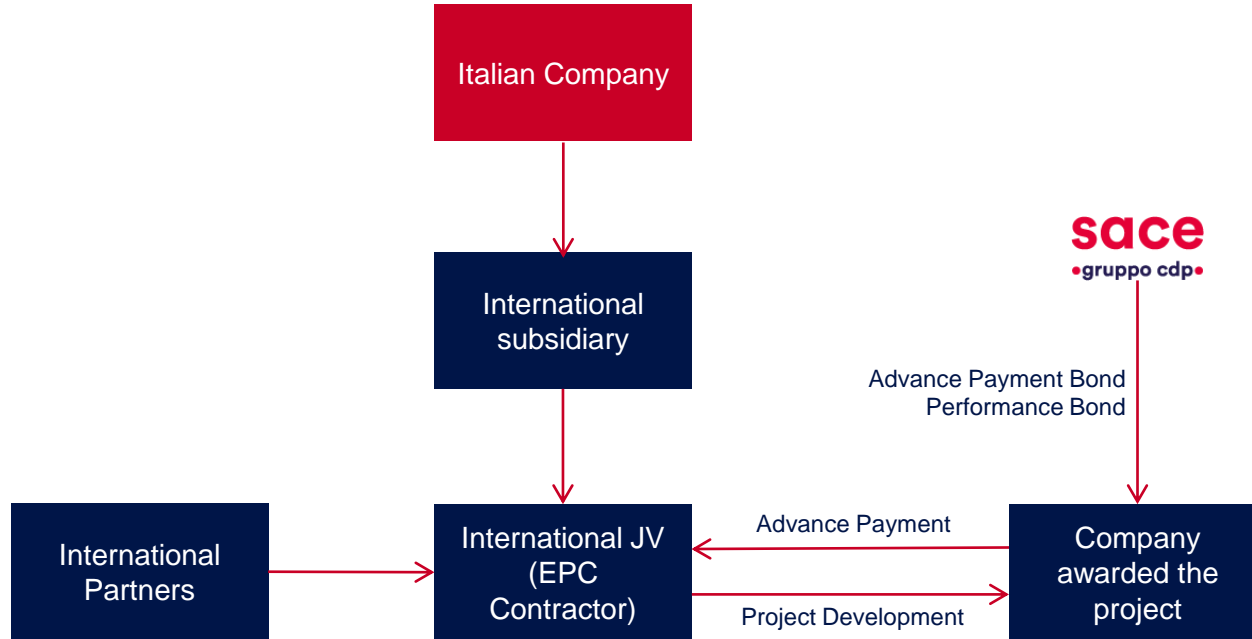 Italian Company
sace
•gruppo cdp•
International
subsidiary
Advance Payment Bond
Performance Bond
International
Partners
International JV
(EPC
Contractor)
Advance Payment
Project Development
Company
awarded the
project